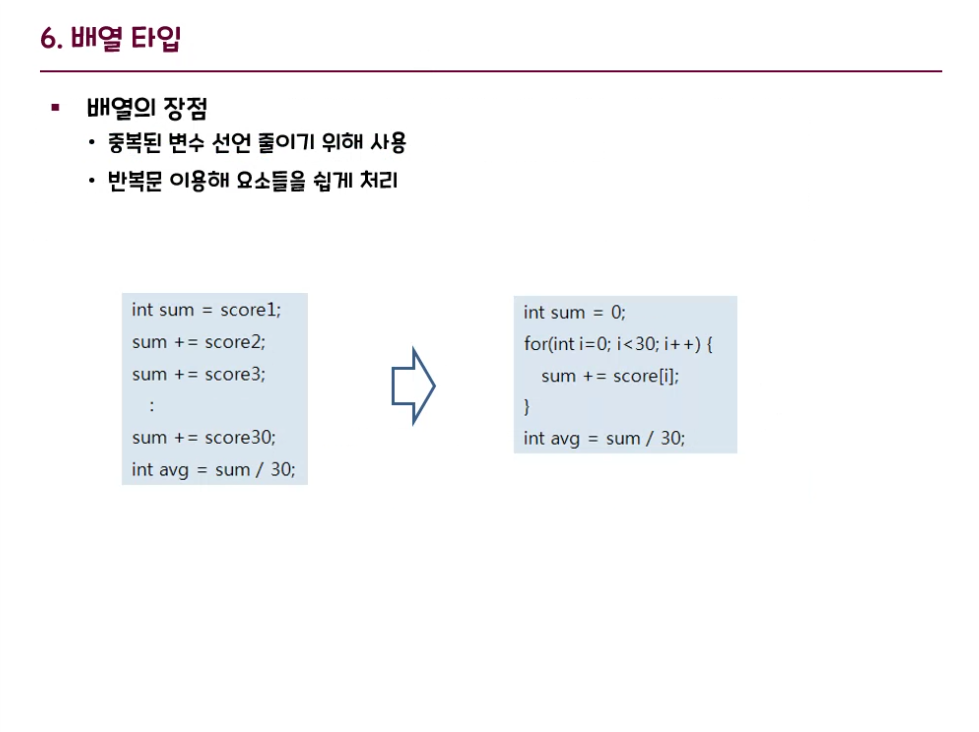 6. 배열 타입
▪ 배열의 장점
• 중복된 변수 선언 줄이기 위해 사용
• 반복문 이용해 요소들을 쉽게 처리
int sum = score1;
sum += score2;
sum += score3;
:
sum += score30;
int avg = sum / 30;
int sum = 0;
for(int i=0; i<30; i++) {
sum += score[i];
}
int avg = sum / 30;